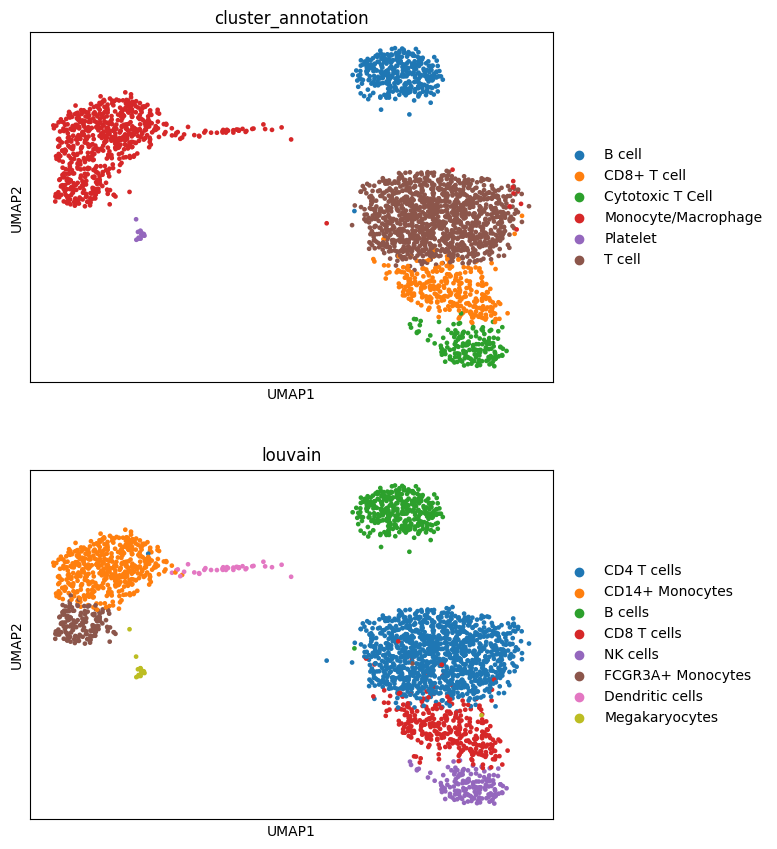 cluster_annotation
UMAP2
UMAP1
B cell
CD8+ T cell
Cytotoxic T Cell
Monocyte/Macrophage
Platelet
T cell
louvain
UMAP2
UMAP1
CD4 T cells
CD14+ Monocytes
B cells
CD8 T cells
NK cells
FCGR3A+ Monocytes
Dendritic cells
Megakaryocytes